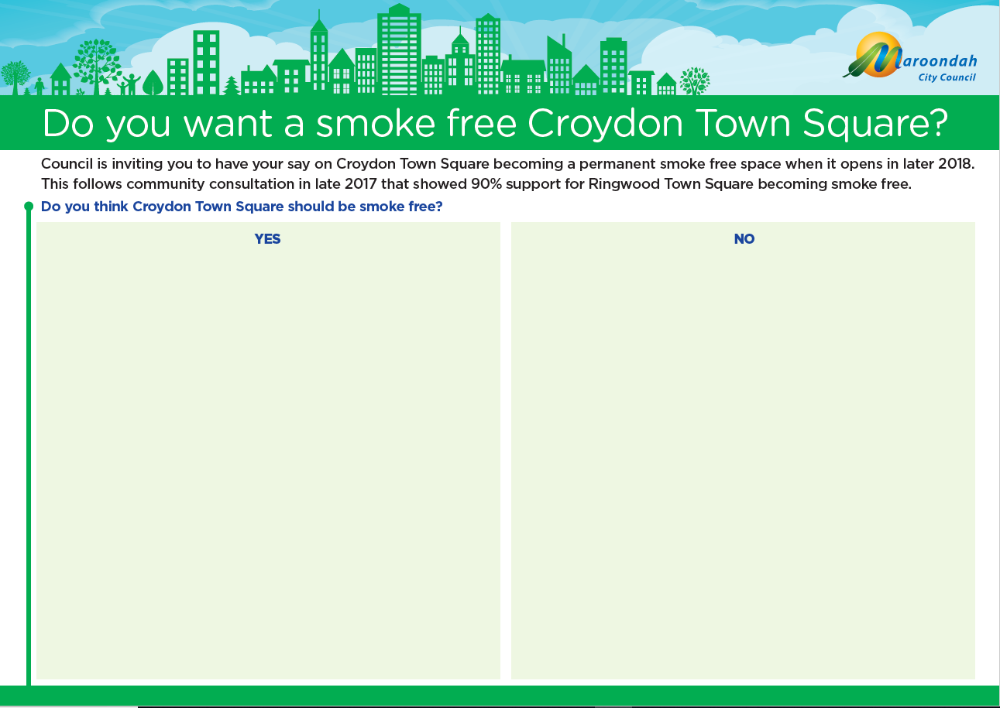 Maroondah
City Council
Do you want a smoke free Croydon Town Square?
Council is inviting you to have your say on Croydon Town Square becoming a permanent smoke free space when it opens in later 2018.
This follows community consultation in late 2017 that showed 90% support for Ringwood Town Square becoming smoke free.
Do you think Croydon Town Square should be smoke free?
YES
NO